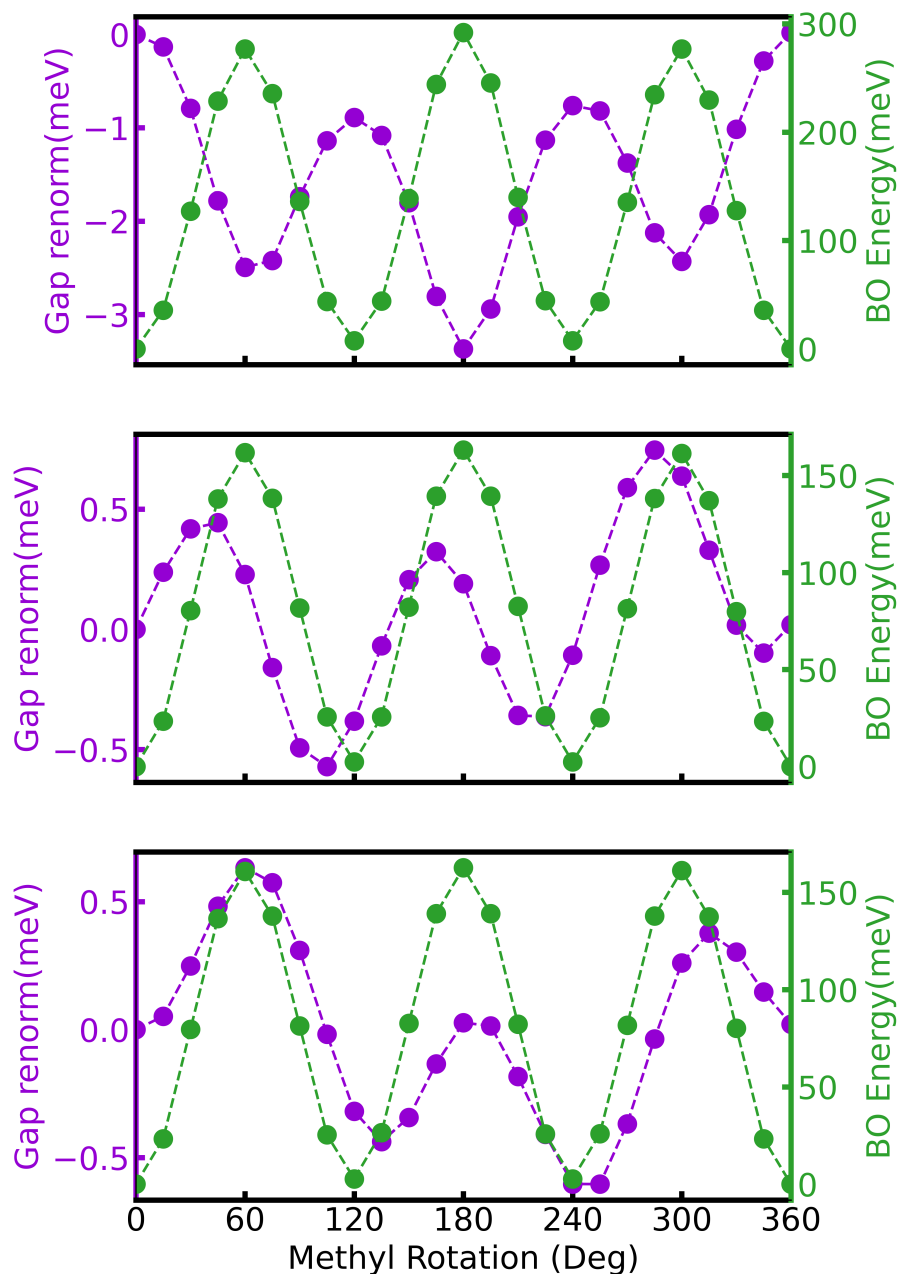 0
−1
−2
−3
Gap renorm(meV)
300
200
100
0
BO Energy(meV)
0.5
0.0
−0.5
Gap renorm(meV)
150
100
50
0
BO Energy(meV)
0.5
0.0
−0.5
Gap renorm(meV)
150
100
50
0
BO Energy(meV)
0 60 120 180 240 300 360
Methyl Rotation (Deg)